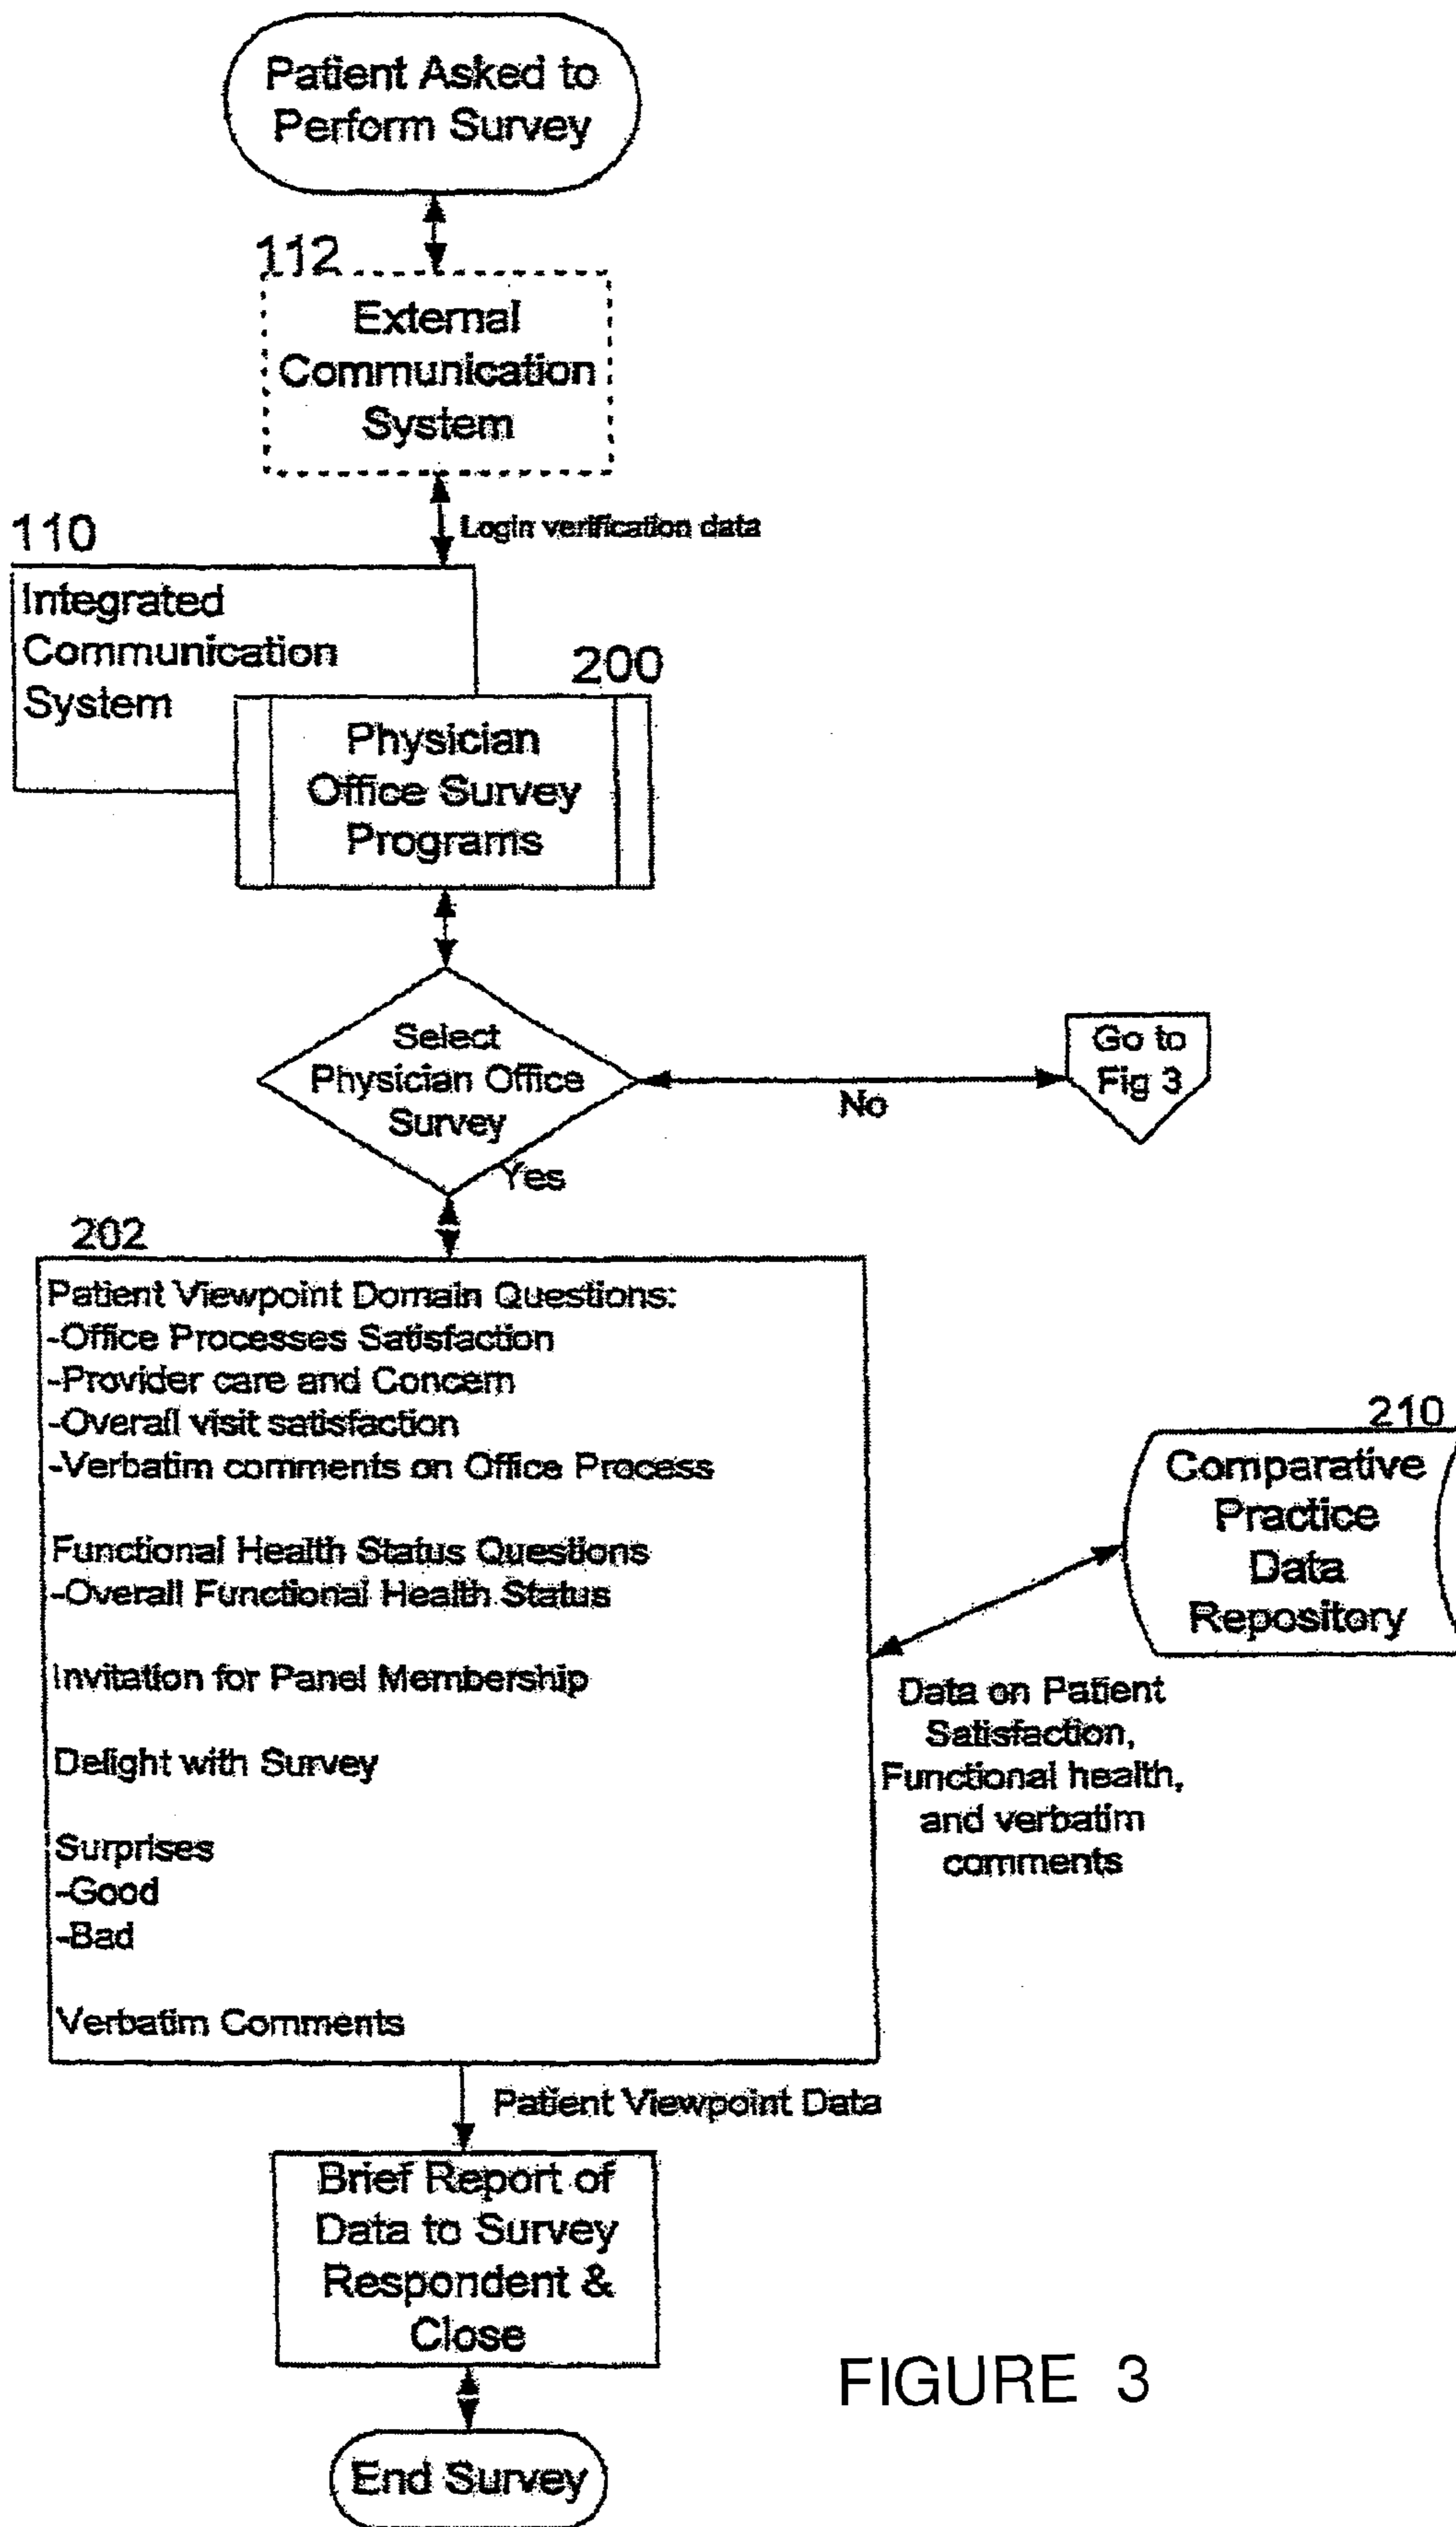 Patient Asked to
Perform Survey
112
External
Communication
System
Login verification data
110
Integrated
Communication
System
200
Physician
Office Survey
Programs
Select
Physician Office
Survey
No
Go to
Fig 3
Yes
202
Patient Viewpoint Domain Questions:
-Office Processes Satisfaction
-Provider care and Concern
-Overall visit satisfaction
-Verbatim comments on Office Process
Functional Health Status Questions
-Overall Functional Health Status
Invitation for Panel Membership
Delight with Survey
Surprises
-Good
-Bad
Verbatim Comments
210
Comparative
Practice
Data
Repository
Data on Patient
Satisfaction,
Functional health,
and verbatim
comments
Patient Viewpoint Data
Brief Report of
Data to Survey
Respondent &
Close
End Survey
FIGURE 3